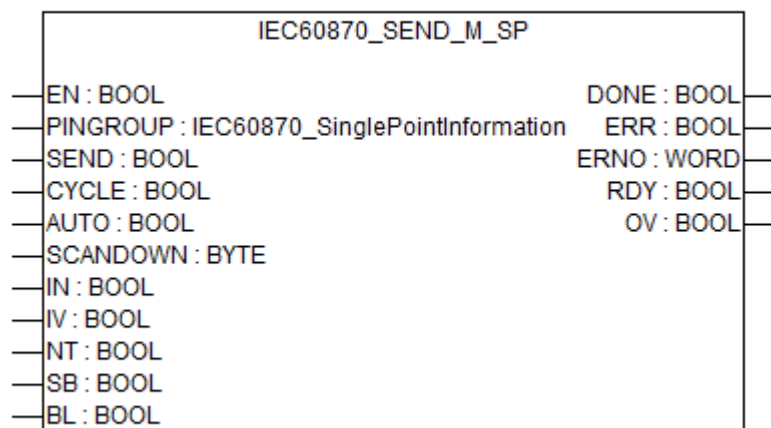 IEC60870_SEND_M_SP
EN : BOOL DONE : BOOL
PINGROUP : IEC60870_SinglePointInformation ERR : BOOL
SEND : BOOL ERNO : WORD
CYCLE : BOOL RDY : BOOL
AUTO : BOOL OV : BOOL
SCANDOWN : BYTE
IN : BOOL
IV : BOOL
NT : BOOL
SB : BOOL
BL : BOOL